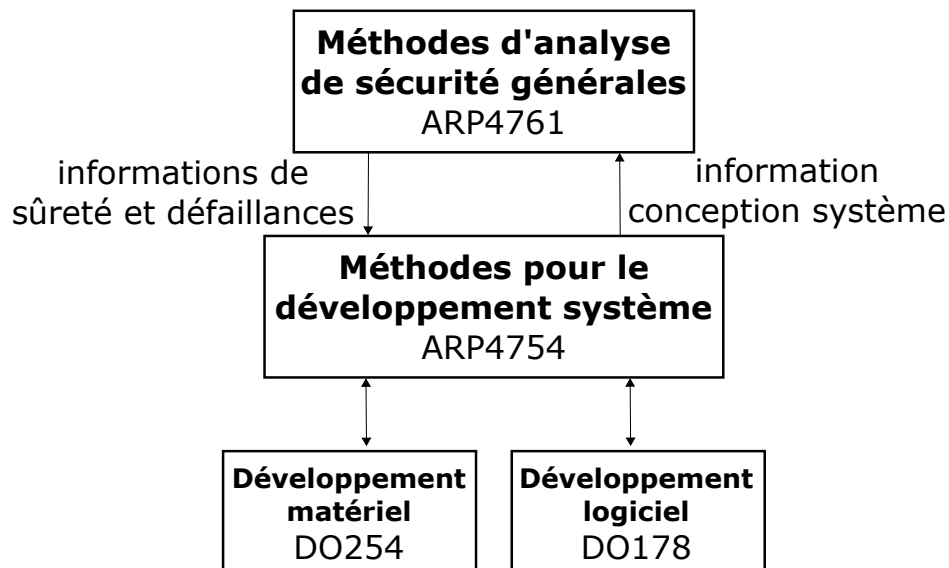 Méthodes d'analyse
de sécurité générales
ARP4761
informations de
sûreté et défaillances
information
conception système
Méthodes pour le
développement système
ARP4754
Développement
matériel
DO254
Développement
logiciel
DO178